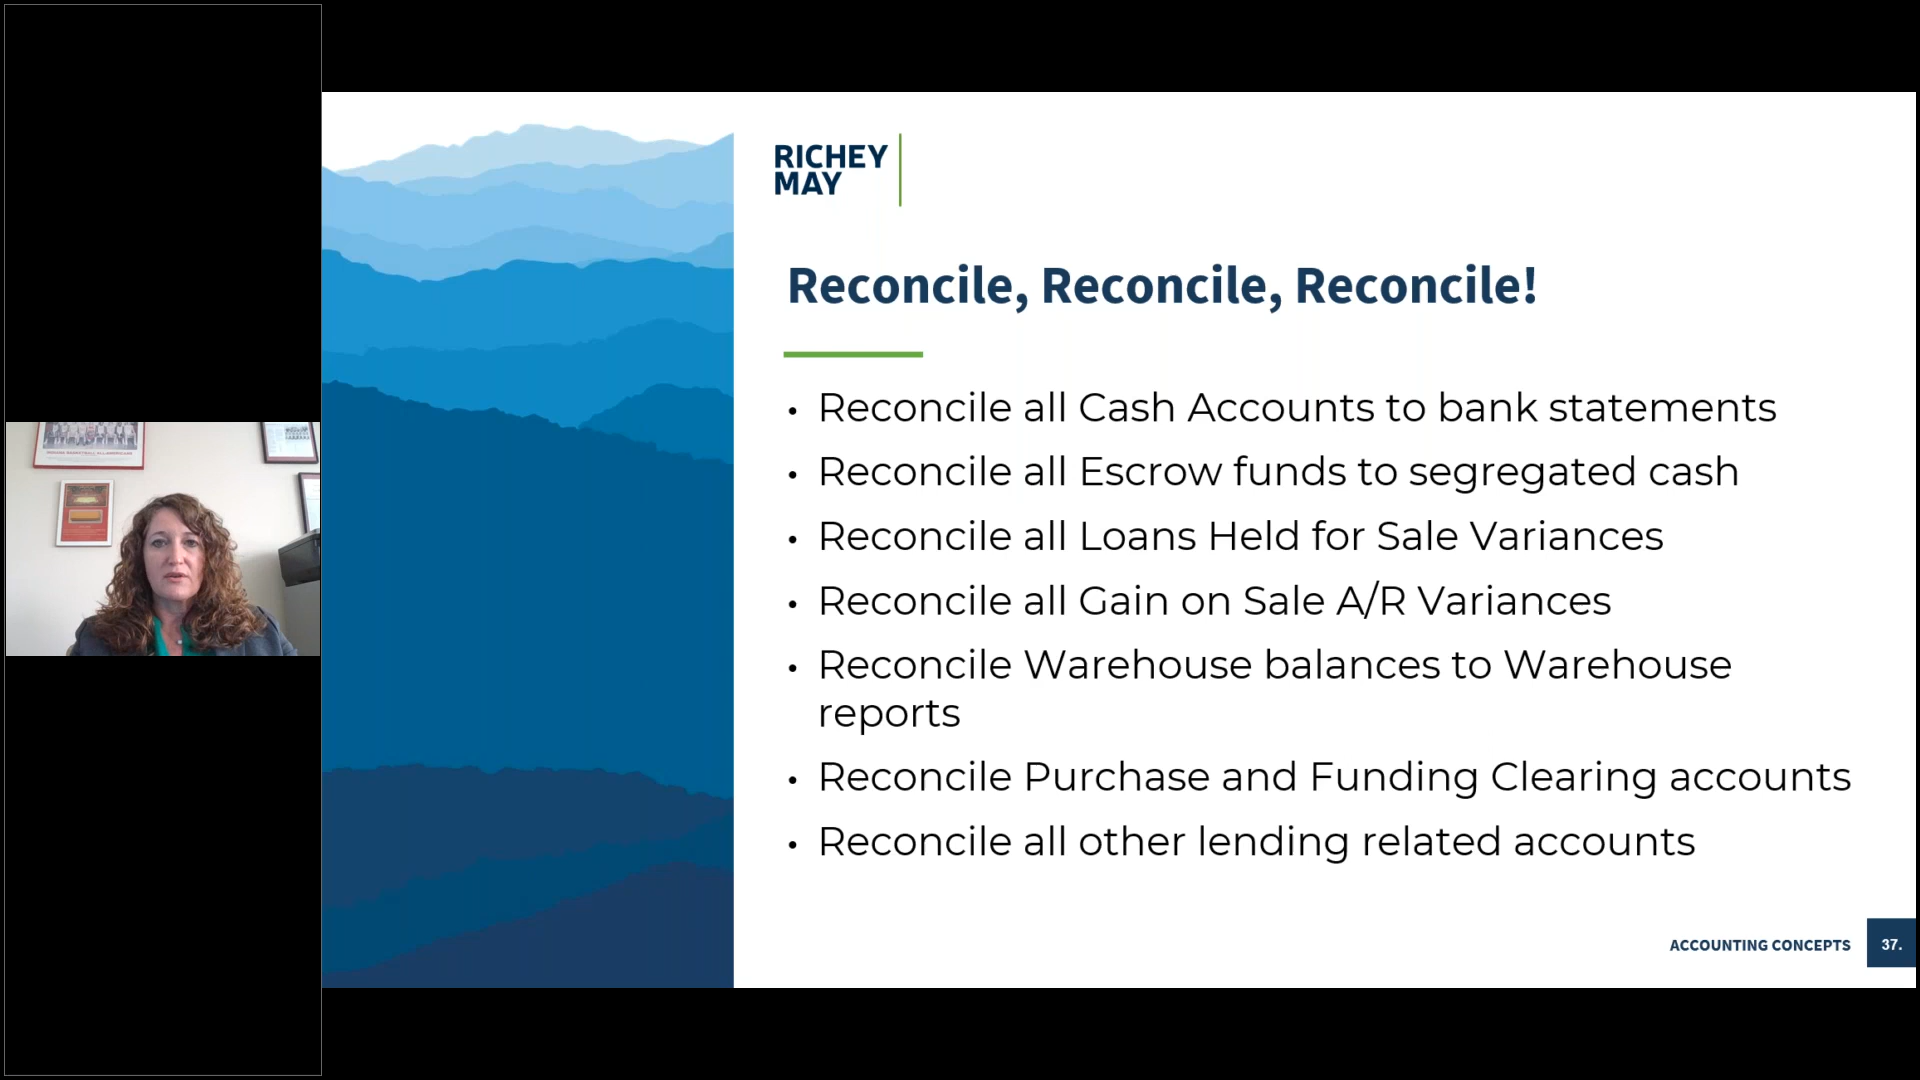 RICHEY
MAY
Reconcile, Reconcile, Reconcile!
• Reconcile all Cash Accounts to bank statements
• Reconcile all Escrow funds to segregated cash
• Reconcile all Loans Held for Sale Variances
• Reconcile all Gain on Sale A/R Variances
• Reconcile Warehouse balances to Warehouse
reports
• Reconcile Purchase and Funding Clearing accounts
• Reconcile all other lending related accounts
ACCOUNTING CONCEPTS
37.